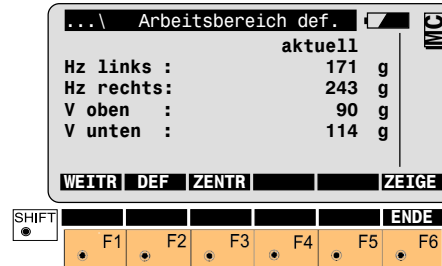 ...\ Arbeitsbereich def.
MC
aktuell
Hz links : 171 g
Hz rechts: 243 g
V oben : 90 g
V unten : 114 g
WEITR DEF ZENTR ZEIGE
SHIFT ENDE
F1 F2 F3 F4 F5 F6